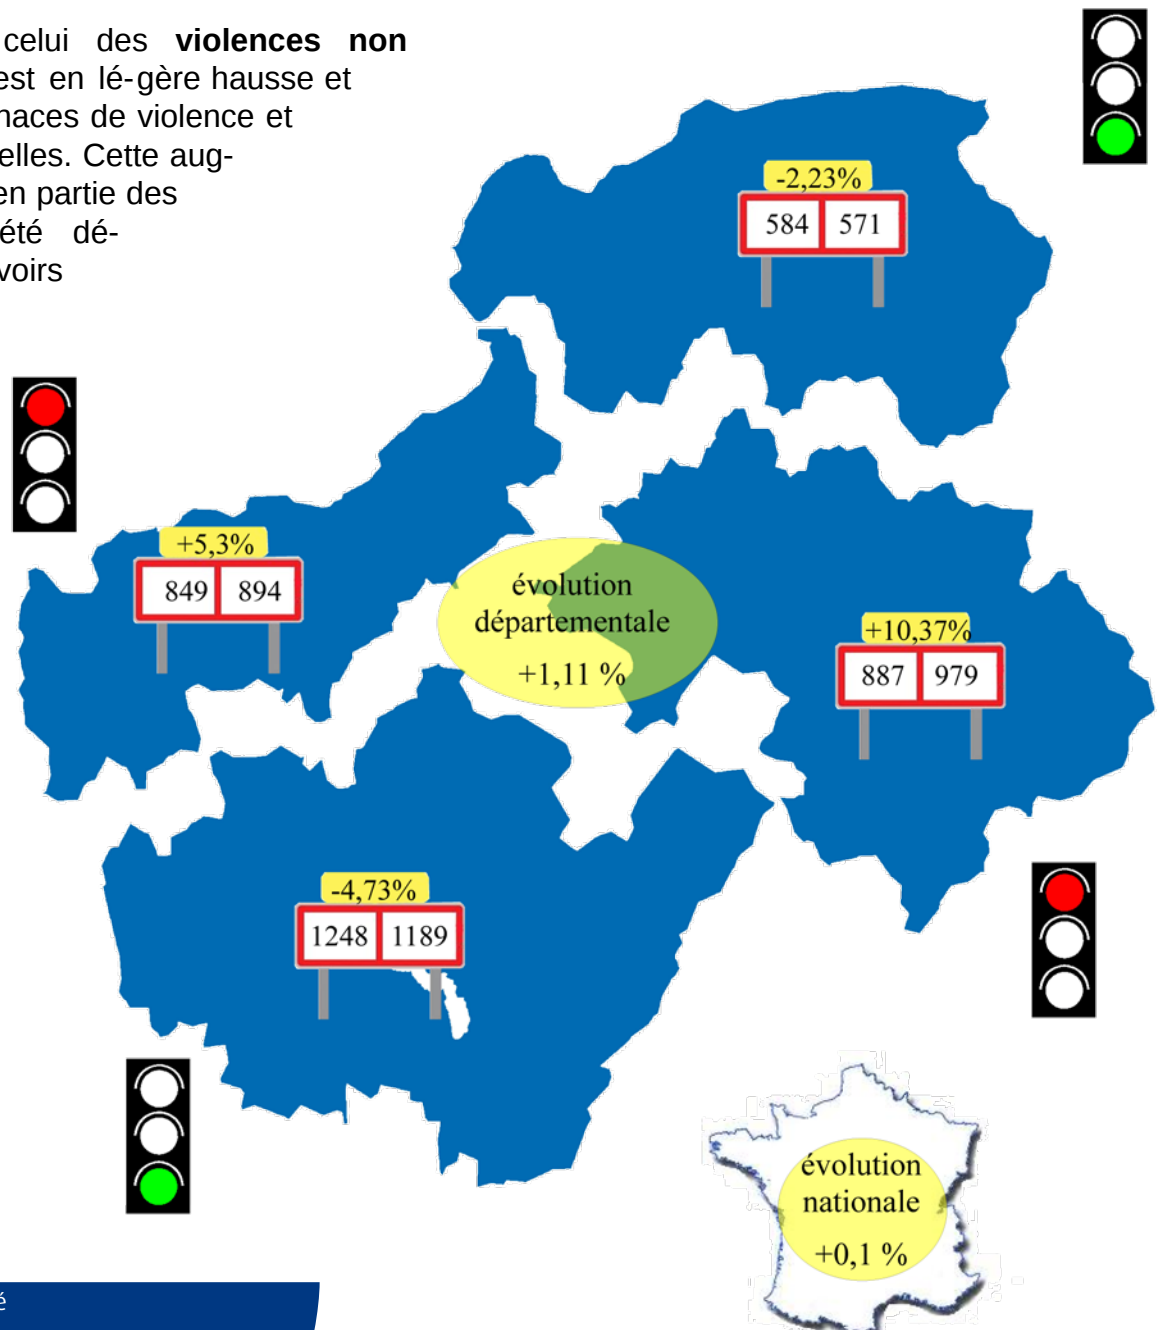 celui des violences non
est en lé-gère hausse et
naces de violence et
elles. Cette aug-
en partie des
été dé-
voirs
-2,23%
584 571
+5,3%
849 894
évolution
départementale
+1,11 %
+10,37%
887 979
-4,73%
1248 1189
évolution
nationale
+0,1 %
é